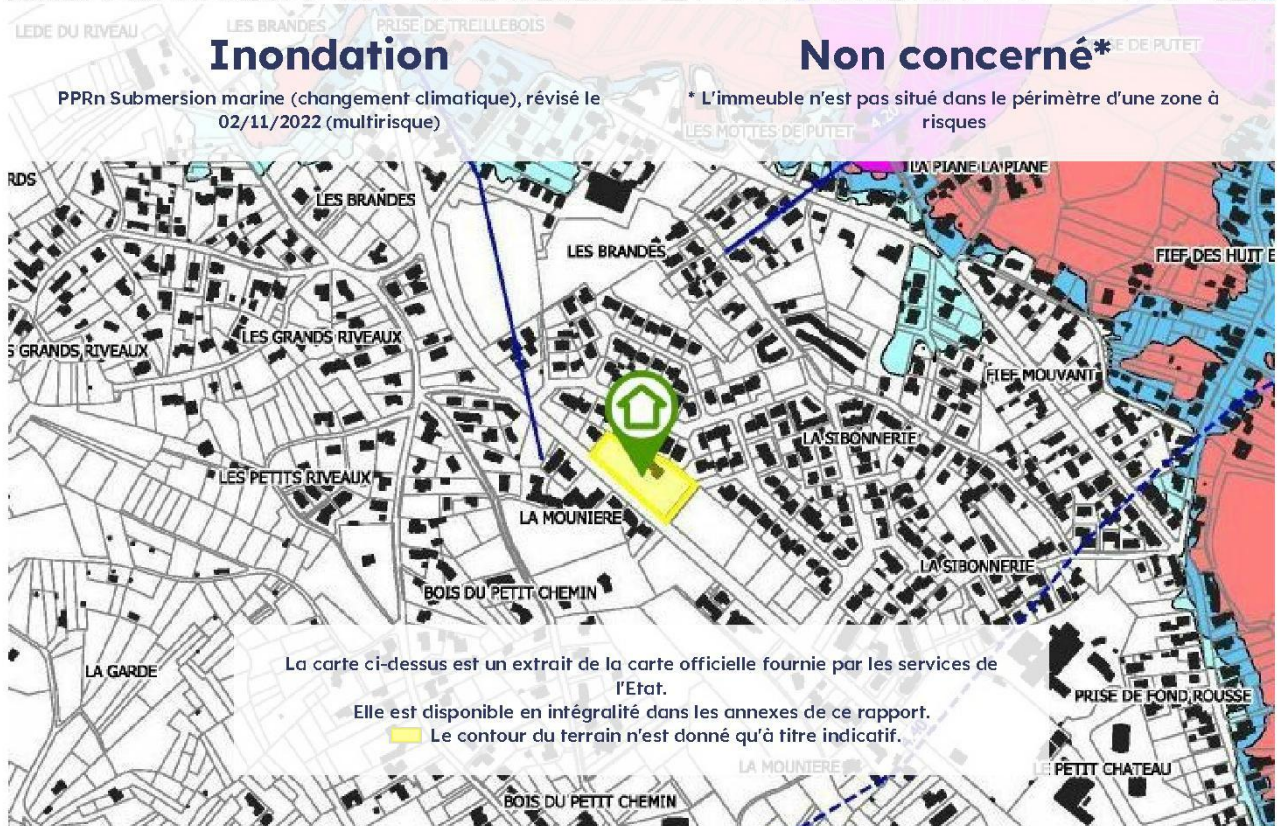 LEDE DU RIVEAU
LES BRANDES
PRISE DE TREILLEBOIS
SE DE PUTET
Inondation
Non concerné*
PPRn Submersion marine (changement climatique), révisé le
02/11/2022 (multirisque)
* L'immeuble n'est pas situé dans le périmètre d'une zone à
risques
4.20
LES MOTTES DE PUTET
LA PIANE LA PIANE
RDS
LES BRANDES
LES BRANDES
FIEF DES HUIT E
LES GRANDS RIVEAUX
S GRANDS RIVEAUX
FIEF MOUVANT
LA SIBONNERIE
LES PETITS RIVEAUX
LA MOUNIERE
LA SIBONNERIE
BOIS DU PETIT CHEMIN
LA GARDE
La carte ci-dessus est un extrait de la carte officielle fournie par les services de
l'Etat.
Elle est disponible en intégralité dans les annexes de ce rapport.
Le contour du terrain n'est donné qu'à titre indicatif.
PRISE DE FOND ROUSSE
4.40
LA MOUNIERE
LE PETIT CHATEAU
BOIS DU PETIT CHEMIN